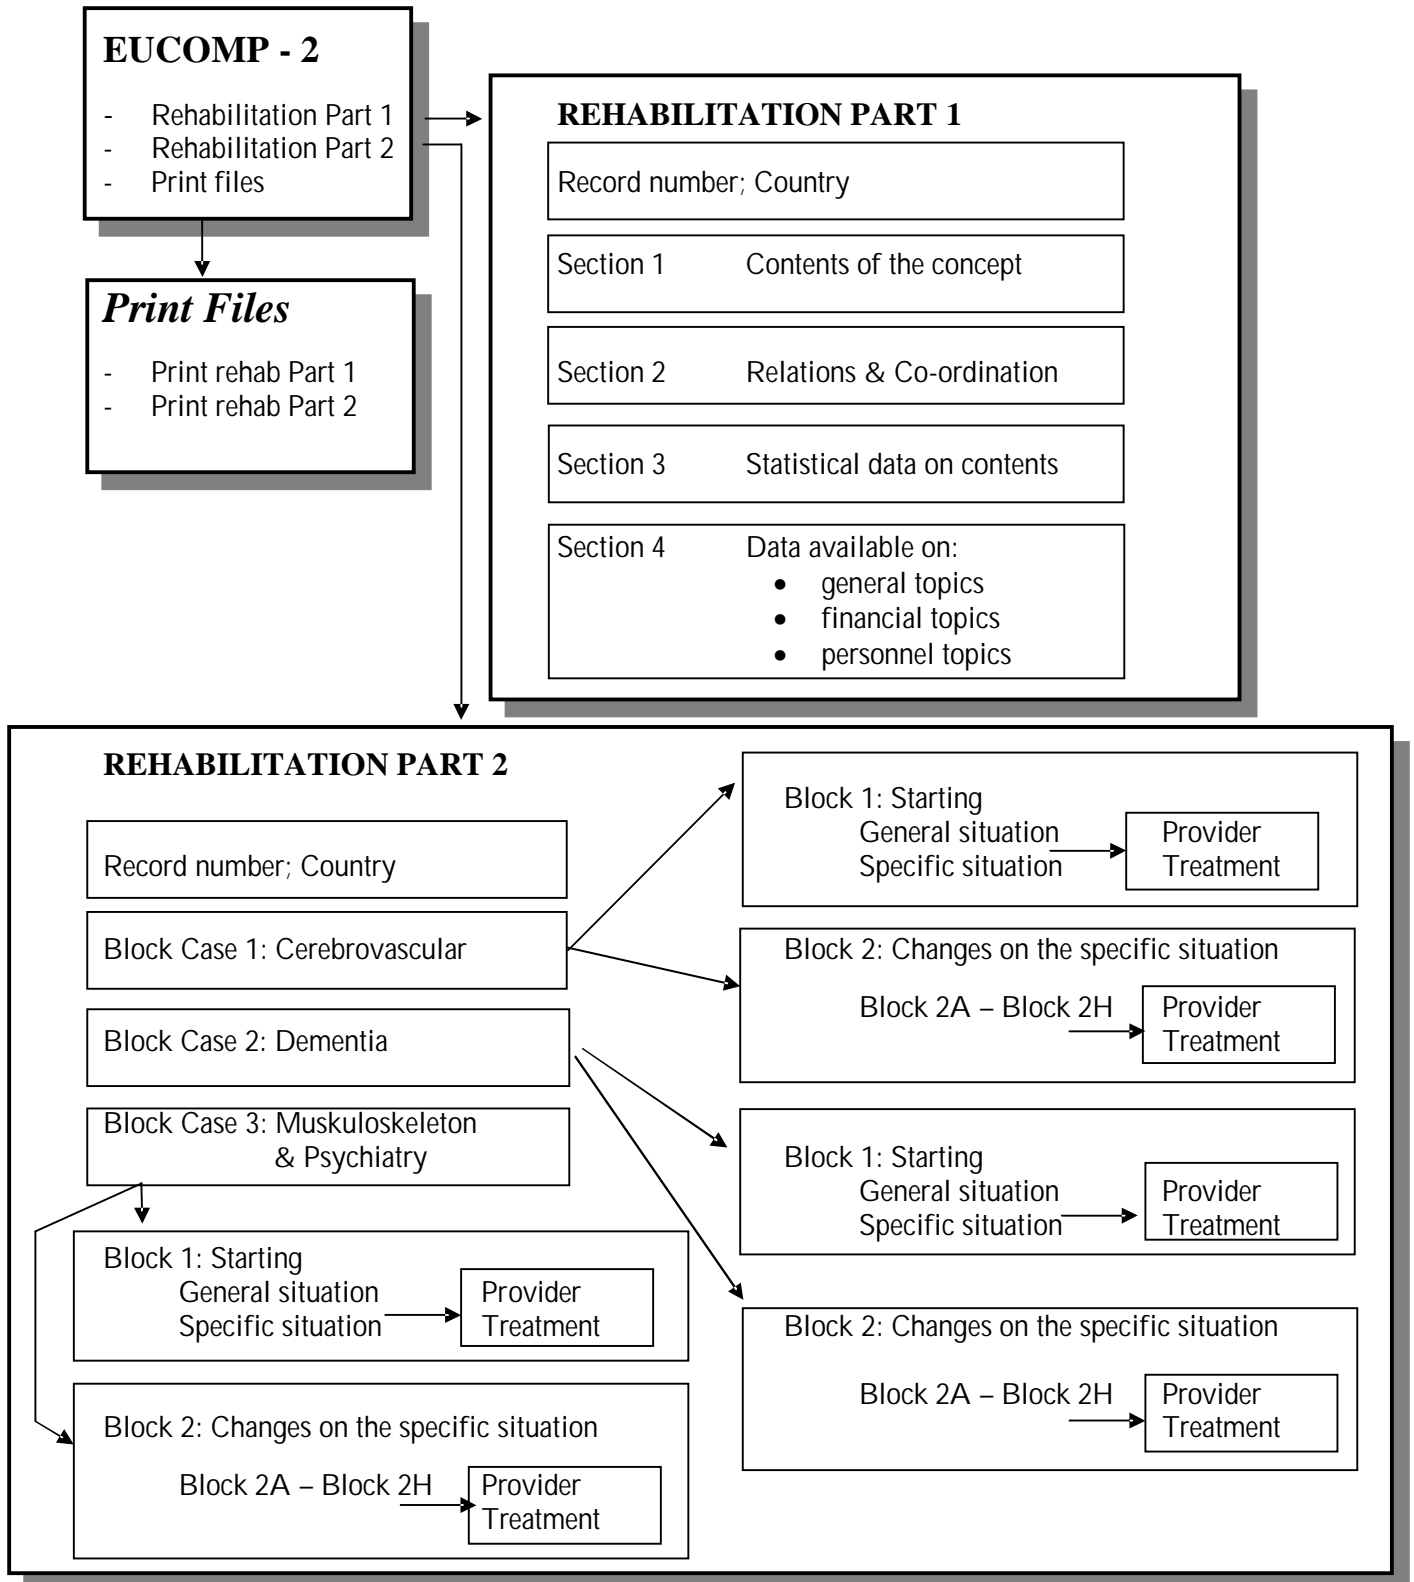 EUCOMP - 2
- Rehabilitation Part 1
- Rehabilitation Part 2
- Print files
Print Files
- Print rehab Part 1
- Print rehab Part 2
REHABILITATION PART 1
Record number; Country
Section 1 Contents of the concept
Section 2 Relations & Co-ordination
Section 3 Statistical data on contents
Section 4 Data available on:
• general topics
• financial topics
• personnel topics
REHABILITATION PART 2
Record number; Country
Block Case 1: Cerebrovascular
Block Case 2: Dementia
Block Case 3: Muskuloskeleton
& Psychiatry
Block 1: Starting
General situation
Specific situation
Provider
Treatment
Block 2: Changes on the specific situation
Block 2A – Block 2H
Provider
Treatment
Block 1: Starting
General situation
Specific situation
Provider
Treatment
Block 2: Changes on the specific situation
Block 2A – Block 2H
Provider
Treatment
Block 1: Starting
General situation
Specific situation
Provider
Treatment
Block 2: Changes on the specific situation
Block 2A – Block 2H
Provider
Treatment